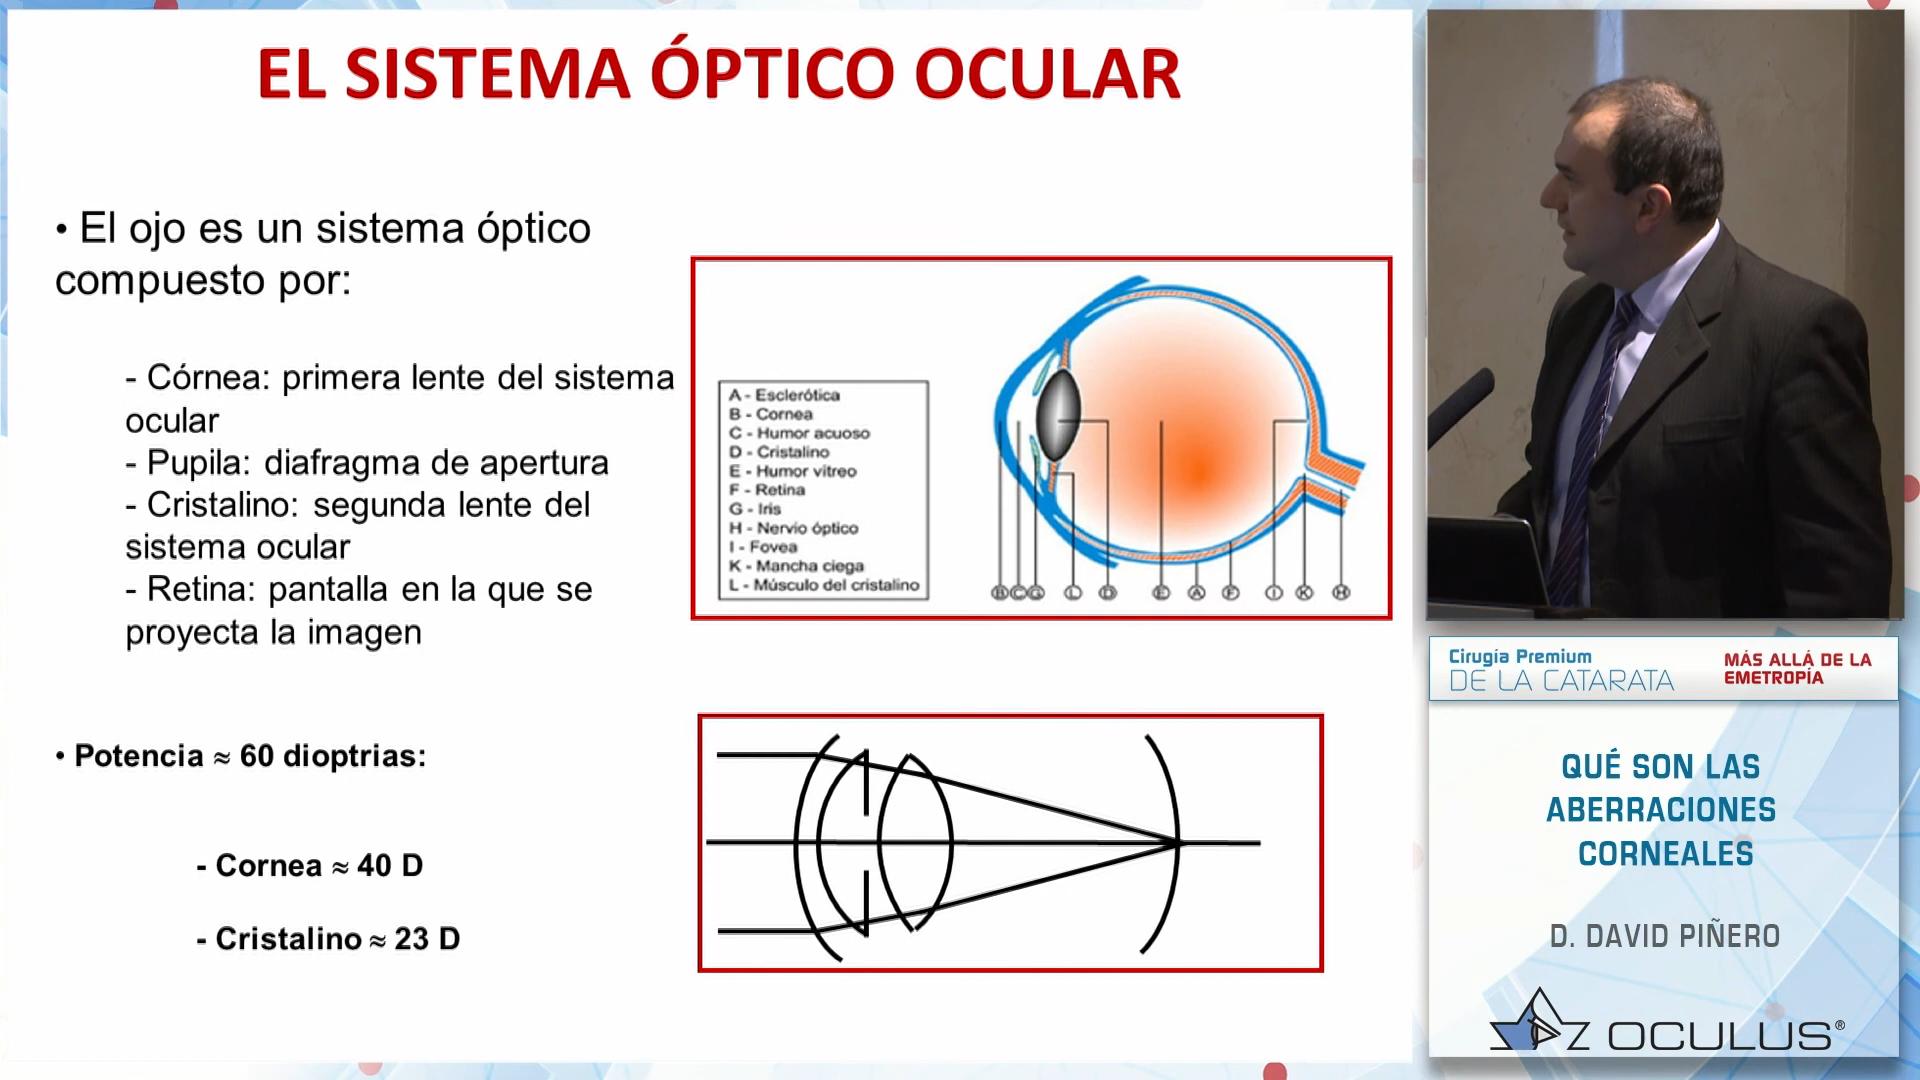 EL SISTEMA ÓPTICO OCULAR
• El ojo es un sistema óptico
compuesto por:
- Córnea: primera lente del sistema
ocular
- Pupila: diafragma de apertura
- Cristalino: segunda lente del
sistema ocular
- Retina: pantalla en la que se
proyecta la imagen
• Potencia ≈ 60 dioptrias:
- Cornea ≈ 40 D
- Cristalino ≈ 23 D
A - Esclerótica
B - Cornea
C - Humor acuoso
D - Cristalino
E - Humor vitreo
F - Retina
G - Iris
H - Nervio óptico
I - Fovea
K - Mancha ciega
L - Músculo del cristalino
B C G L D E A F I K H
Cirugía Premium
DE LA CATARATA
MÁS ALLÁ DE LA
EMETROPÍA
QUÉ SON LAS
ABERRACIONES
CORNEALES
D. DAVID PIÑERO
OCULUS®